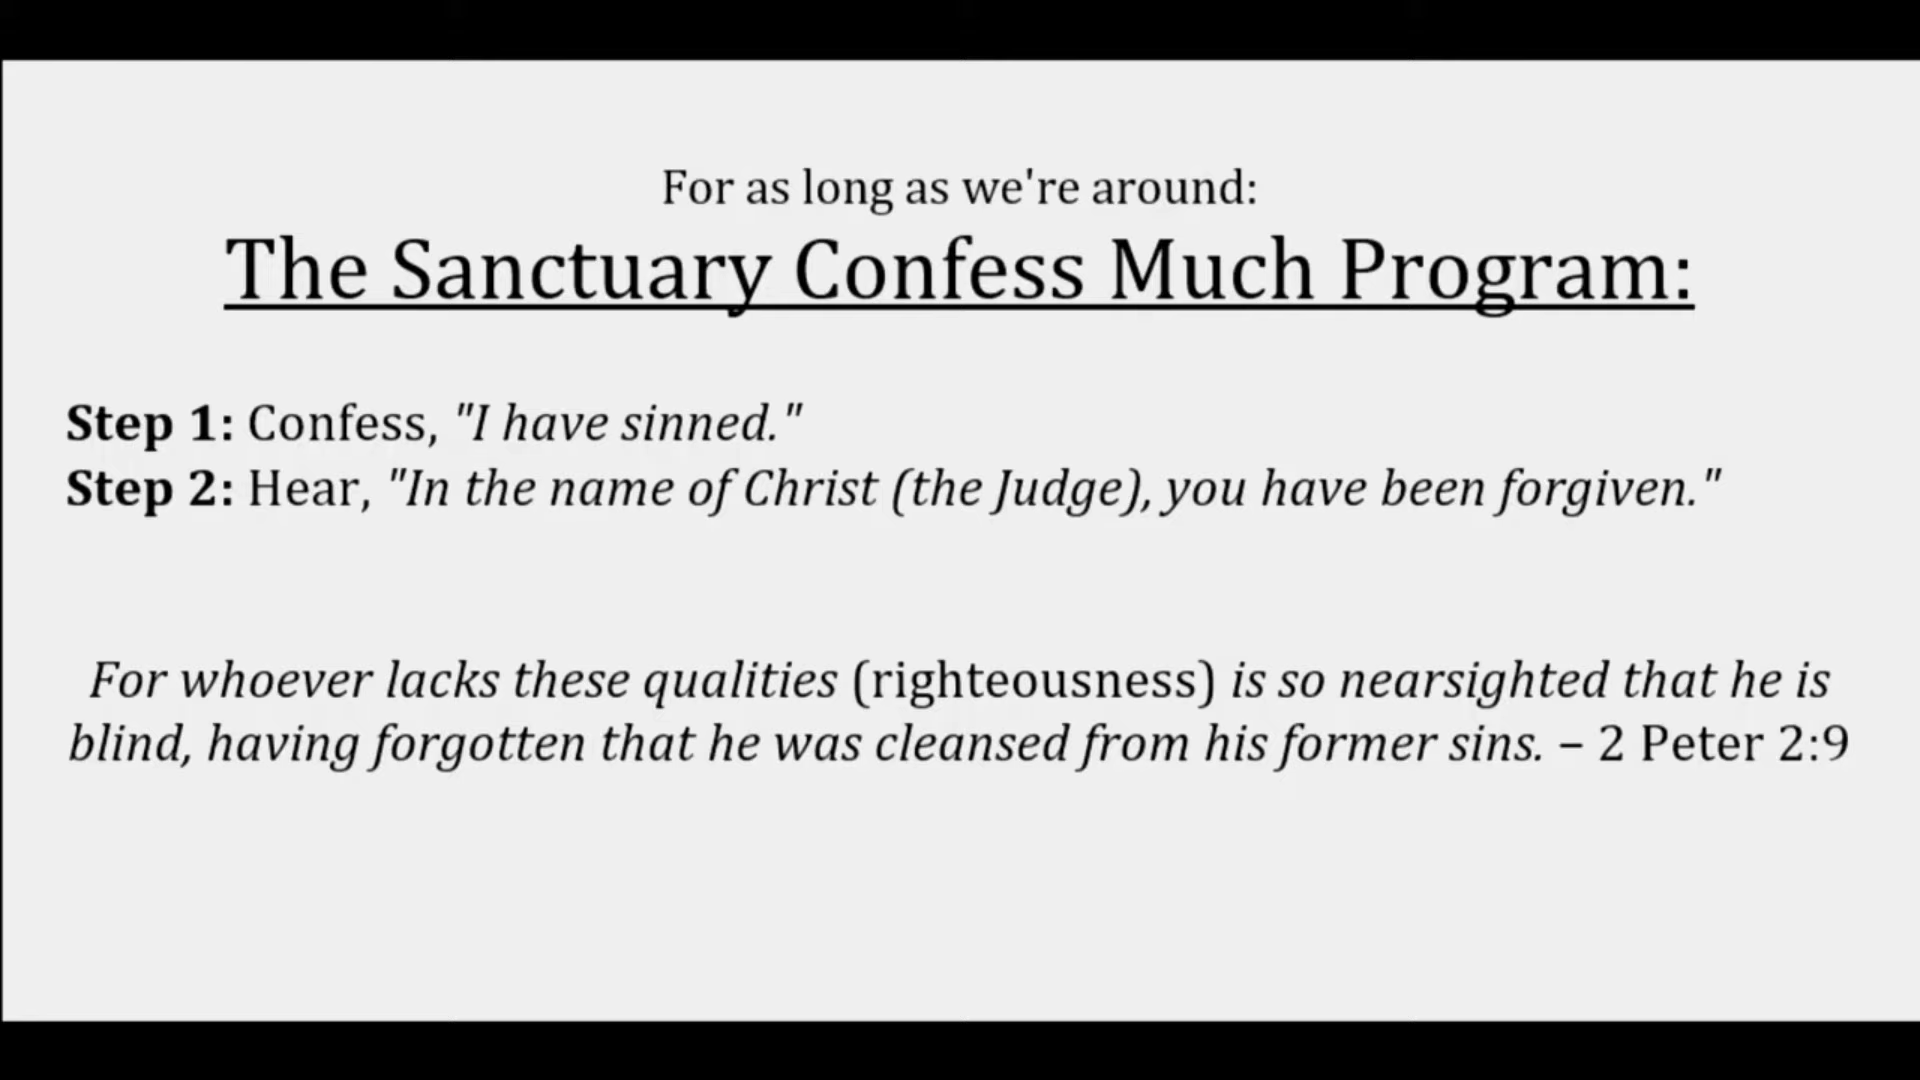 For as long as we're around:
The Sanctuary Confess Much Program:
Step 1: Confess, "I have sinned."
Step 2: Hear, "In the name of Christ (the Judge), you have been forgiven."
For whoever lacks these qualities (righteousness) is so nearsighted that he is
blind, having forgotten that he was cleansed from his former sins. – 2 Peter 2:9